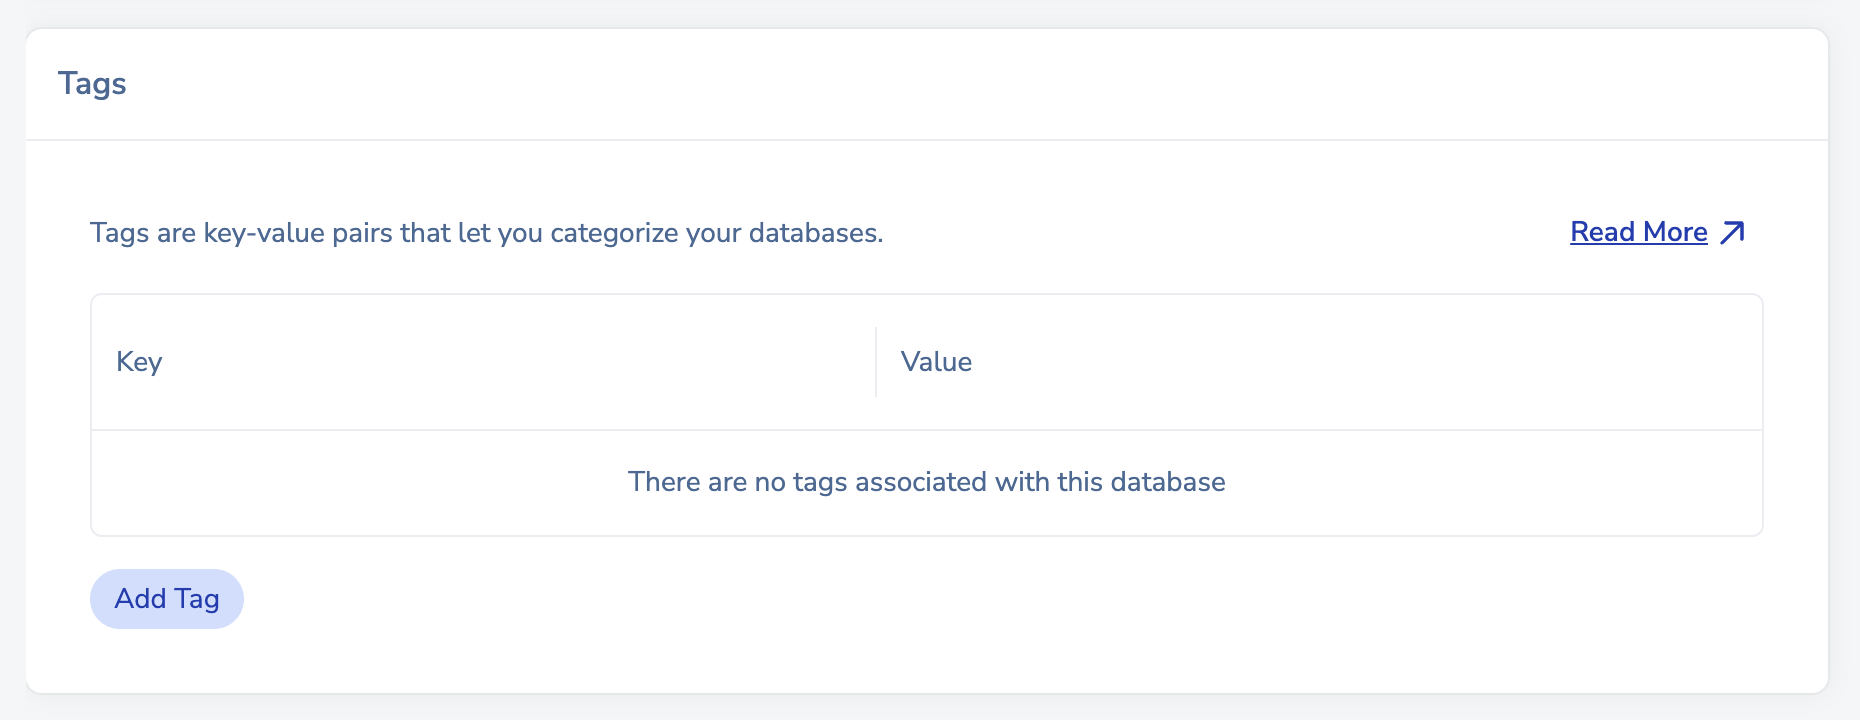 Tags
Tags are key-value pairs that let you categorize your databases.
Read More
Key
Value
There are no tags associated with this database
Add Tag